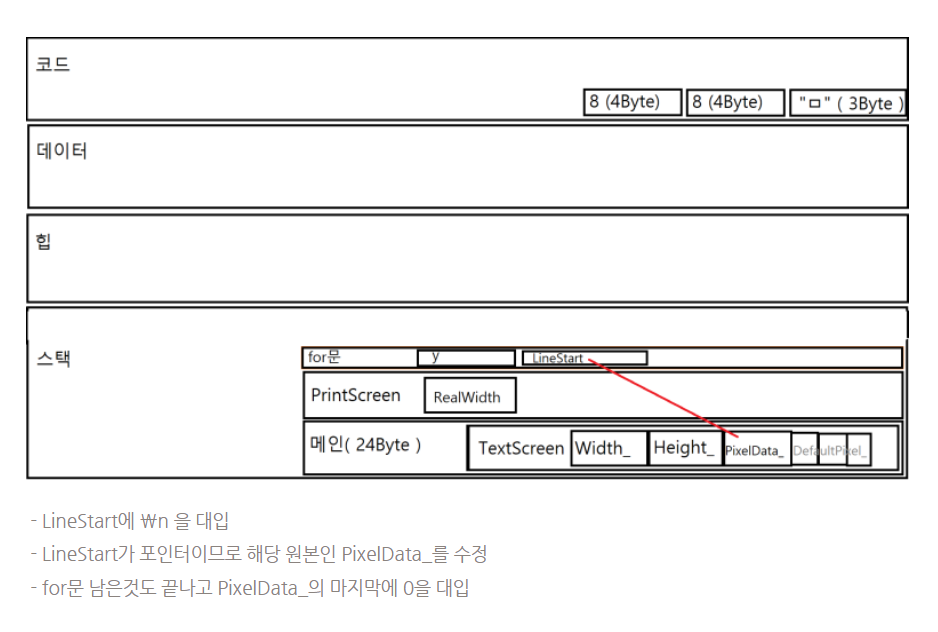 코드
8 (4Byte) 8 (4Byte) "ㅁ" ( 3Byte )
데이터
힙
스택
for문 y LineStart
PrintScreen RealWidth
메인( 24Byte ) TextScreen Width_ Height_ PixelData_ DefaultPixel_
- LineStart에 ₩n 을 대입
- LineStart가 포인터이므로 해당 원본인 PixelData_를 수정
- for문 남은것도 끝나고 PixelData_의 마지막에 0을 대입